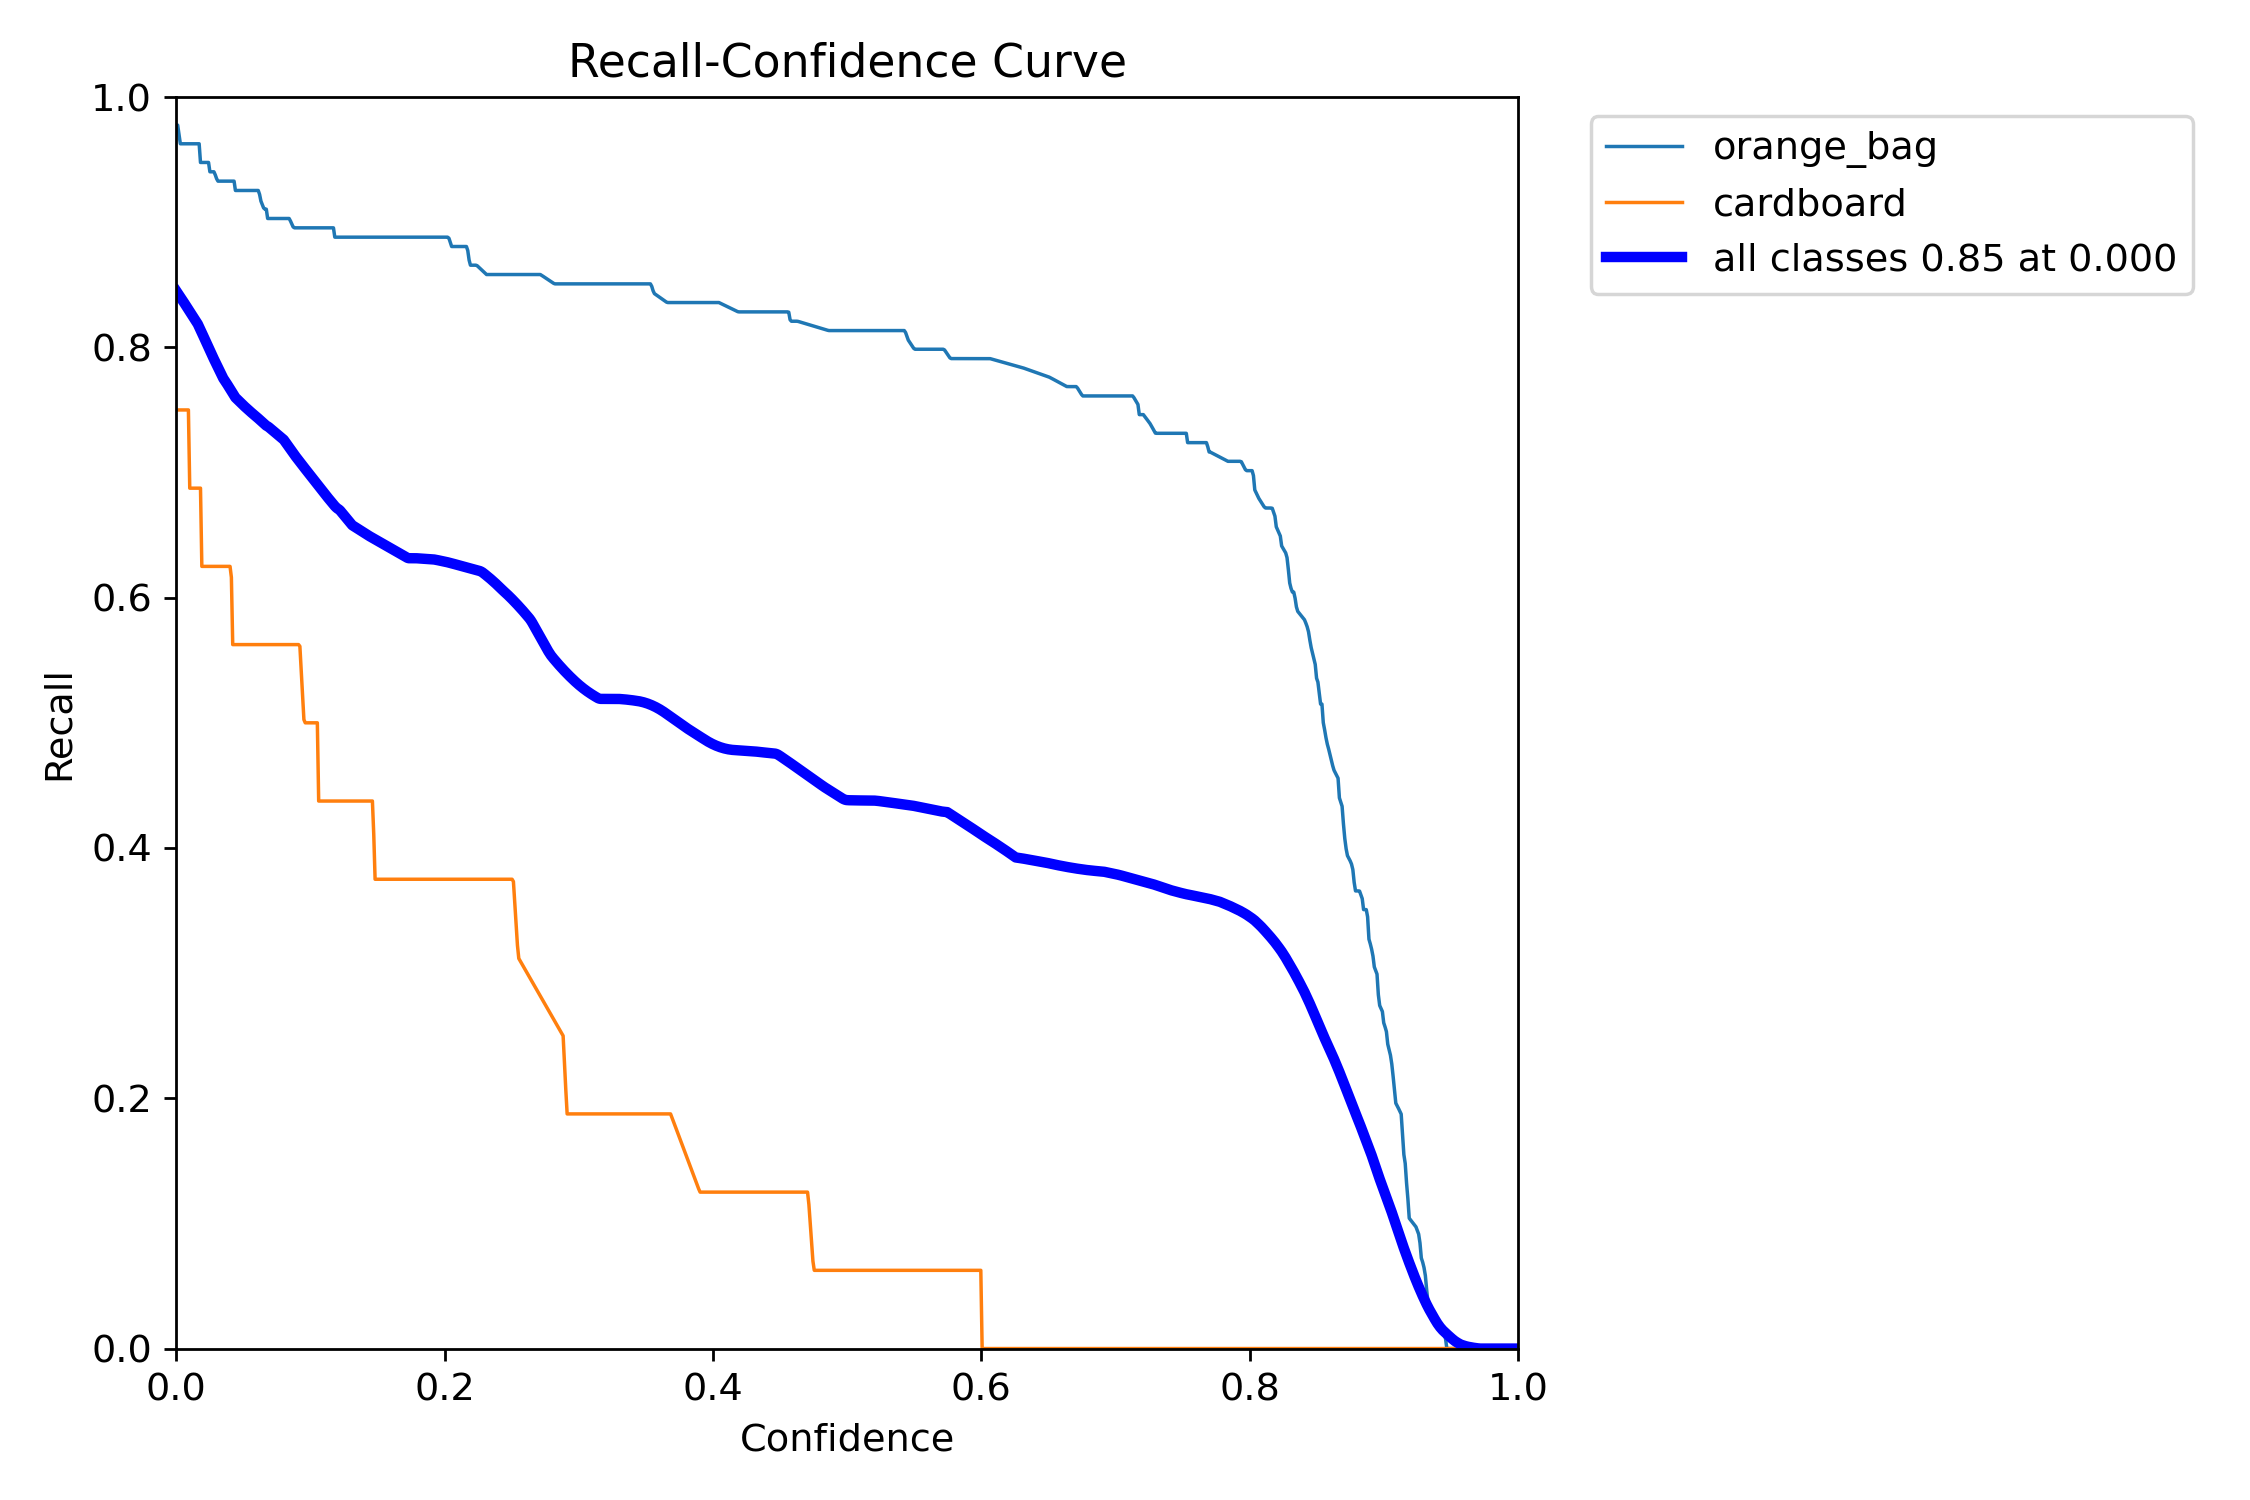 Recall-Confidence Curve
1.0
0.8
0.6
0.4
0.2
0.0
Recall
0.0 0.2 0.4 0.6 0.8 1.0
Confidence
orange_bag
cardboard
all classes 0.85 at 0.000